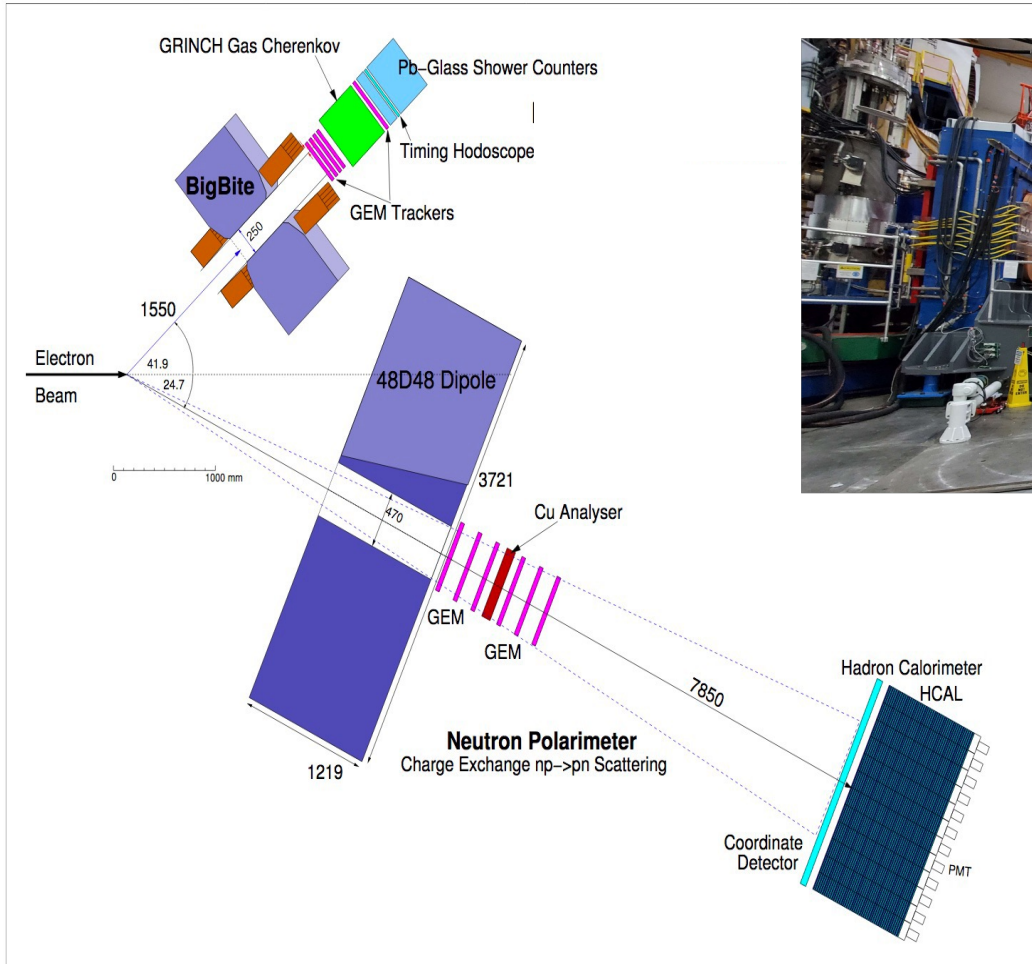 GRINCH Gas Cherenkov
Pb-Glass Shower Counters
Timing Hodoscope
BigBite
GEM Trackers
250
1550
Electron
Beam
41.9
24.7
48D48 Dipole
0
1000 mm
3721
470
Cu Analyser
GEM
GEM
7850
Hadron Calorimeter
HCAL
1219
Neutron Polarimeter
Charge Exchange np->pn Scattering
Coordinate
Detector
PMT